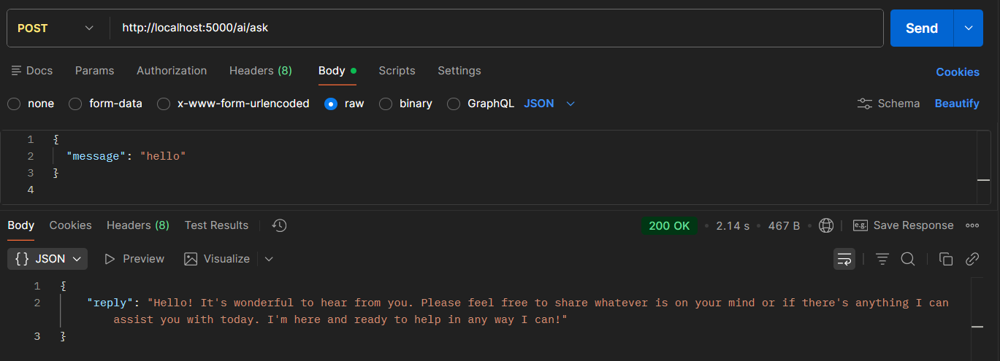 POST http://localhost:5000/ai/ask Send
Docs Params Authorization Headers (8) Body Scripts Settings Cookies
none form-data x-www-form-urlencoded raw binary GraphQL JSON Schema Beautify
1 {
2 "message": "hello"
3 }
4
Body Cookies Headers (8) Test Results 200 OK • 2.14 s • 467 B • e.g. Save Response
{} JSON Preview Visualize
1 {
2 "reply": "Hello! It's wonderful to hear from you. Please feel free to share whatever is on your mind or if there's anything I can
assist you with today. I'm here and ready to help in any way I can!"
3 }